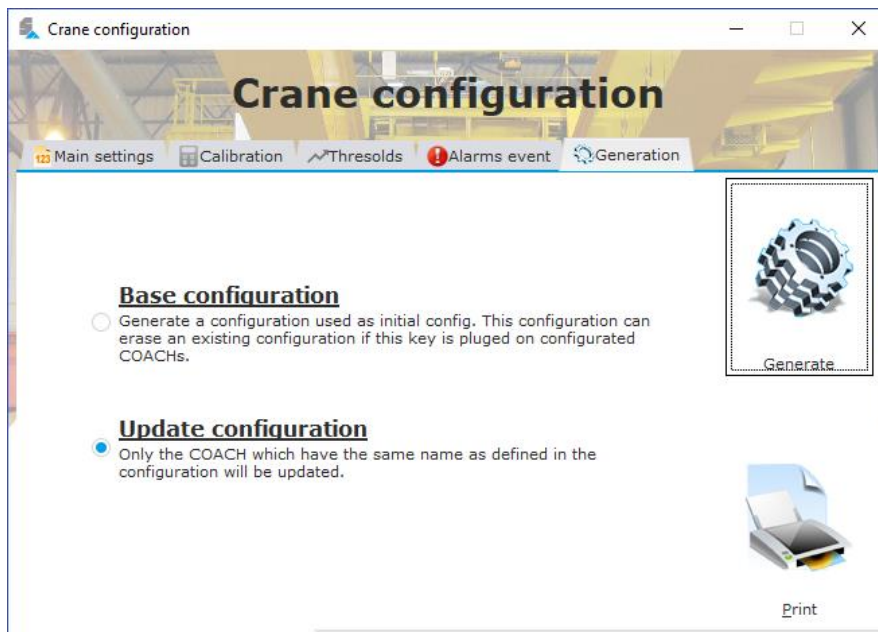 Crane configuration
Crane configuration
Main settings Calibration Thresolds Alarms event Generation
Base configuration
Generate a configuration used as initial config. This configuration can
erase an existing configuration if this key is pluged on configurated
COACHs.
Generate
Update configuration
Only the COACH which have the same name as defined in the
configuration will be updated.
Print